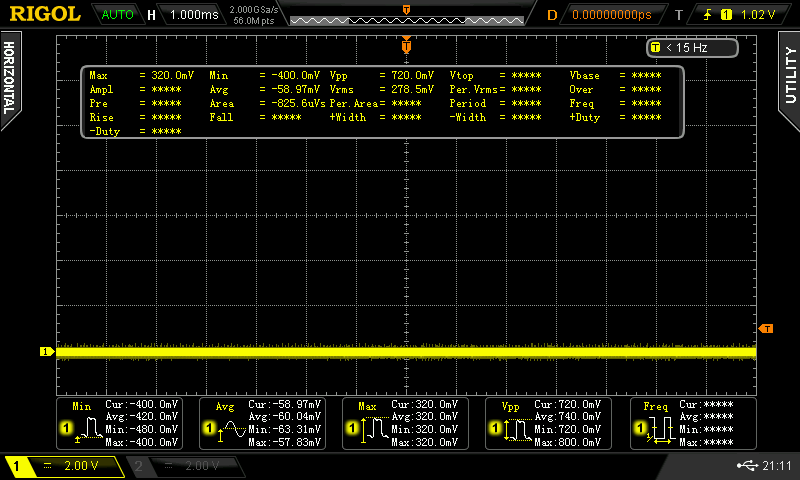 RIGOL AUTO H 1.000ms 2.000GSa/s 56.0Mpts T D 0.00000000ps T 1 1.02 V
HORIZONTAL
UTILITY
T
T < 15 Hz
Max = 320.0mV Min = -400.0mV Vpp = 720.0mV Vtop = ***** Vbase = *****
Ampl = ***** Avg = -58.97mV Vrms = 278.5mV Per.Vrms= ***** Over = *****
Pre = ***** Area = -825.6uVs Per.Area= ***** Period = ***** Freq = *****
Rise = ***** Fall = ***** +Width = ***** -Width = ***** +Duty = *****
-Duty = *****
T
1
Min Cur:-400.0mV Avg:-420.0mV Min:-480.0mV Max:-400.0mV
1
Avg Cur:-58.97mV Avg:-60.04mV Min:-63.31mV Max:-57.83mV
1
Max Cur:320.0mV Avg:320.0mV Min:320.0mV Max:320.0mV
1
Vpp Cur:720.0mV Avg:740.0mV Min:720.0mV Max:800.0mV
1
Freq Cur:***** Avg:***** Min:***** Max:*****
1
1 = 2.00 V 2 = 2.00 V 21:11